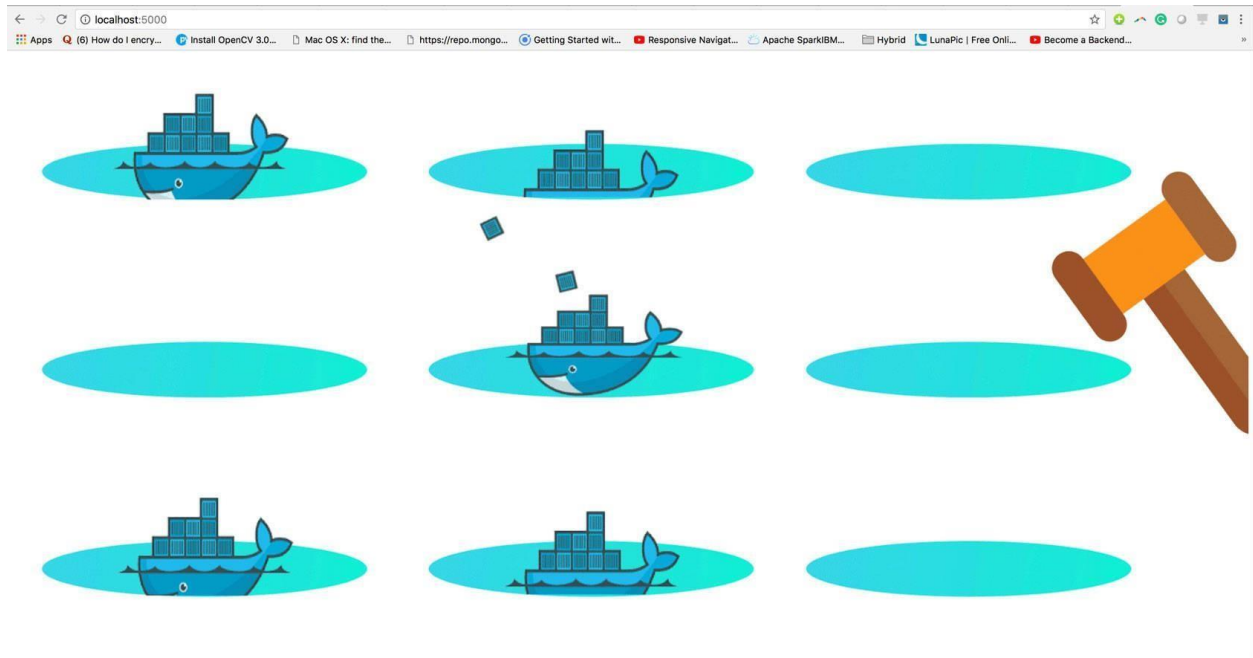 localhost:5000
Apps (6) How do I encry... Install OpenCV 3.0... Mac OS X: find the... https://repo.mongo... Getting Started wit... Responsive Navigat... Apache SparkIBM... Hybrid LunaPic | Free Onli... Become a Backend... »